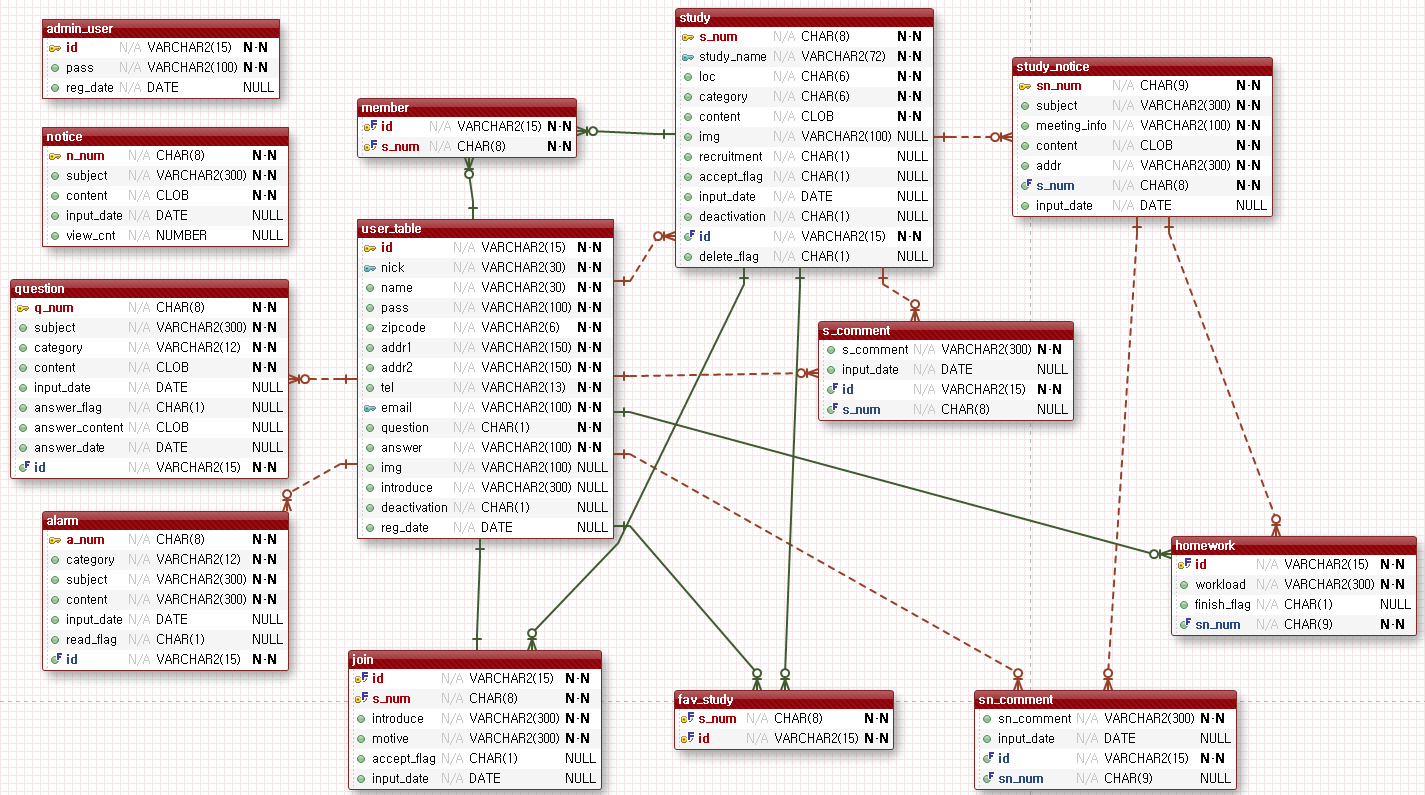 admin_user
id N/A VARCHAR2(15) N-N
pass N/A VARCHAR2(100) N-N
reg_date N/A DATE NULL
notice
n_num N/A CHAR(8) N-N
subject N/A VARCHAR2(300) N-N
content N/A CLOB N-N
input_date N/A DATE NULL
view_cnt N/A NUMBER NULL
question
q_num N/A CHAR(8) N-N
subject N/A VARCHAR2(300) N-N
category N/A VARCHAR2(12) N-N
content N/A CLOB N-N
input_date N/A DATE NULL
answer_flag N/A CHAR(1) NULL
answer_content N/A CLOB NULL
answer_date N/A DATE NULL
id N/A VARCHAR2(15) N-N
alarm
a_num N/A CHAR(8) N-N
category N/A VARCHAR2(12) N-N
subject N/A VARCHAR2(300) N-N
content N/A VARCHAR2(300) N-N
input_date N/A DATE NULL
read_flag N/A CHAR(1) NULL
id N/A VARCHAR2(15) N-N
member
id N/A VARCHAR2(15) N-N
s_num N/A CHAR(8) N-N
user_table
id N/A VARCHAR2(15) N-N
nick N/A VARCHAR2(30) N-N
name N/A VARCHAR2(30) N-N
pass N/A VARCHAR2(100) N-N
zipcode N/A VARCHAR2(6) N-N
addr1 N/A VARCHAR2(150) N-N
addr2 N/A VARCHAR2(150) N-N
tel N/A VARCHAR2(13) N-N
email N/A VARCHAR2(100) N-N
question N/A CHAR(1) N-N
answer N/A VARCHAR2(100) N-N
img N/A VARCHAR2(100) NULL
introduce N/A VARCHAR2(300) NULL
deactivation N/A CHAR(1) NULL
reg_date N/A DATE NULL
join
id N/A VARCHAR2(15) N-N
s_num N/A CHAR(8) N-N
introduce N/A VARCHAR2(300) N-N
motive N/A VARCHAR2(300) N-N
accept_flag N/A CHAR(1) NULL
input_date N/A DATE NULL
study
s_num N/A CHAR(8) N-N
study_name N/A VARCHAR2(72) N-N
loc N/A CHAR(6) N-N
category N/A CHAR(6) N-N
content N/A CLOB N-N
img N/A VARCHAR2(100) NULL
recruitment N/A CHAR(1) NULL
accept_flag N/A CHAR(1) NULL
input_date N/A DATE NULL
deactivation N/A CHAR(1) NULL
id N/A VARCHAR2(15) N-N
delete_flag N/A CHAR(1) NULL
s_comment
s_comment N/A VARCHAR2(300) N-N
input_date N/A DATE NULL
id N/A VARCHAR2(15) N-N
s_num N/A CHAR(8) NULL
fav_study
s_num N/A CHAR(8) N-N
id N/A VARCHAR2(15) N-N
study_notice
sn_num N/A CHAR(9) N-N
subject N/A VARCHAR2(300) N-N
meeting_info N/A VARCHAR2(100) N-N
content N/A CLOB N-N
addr N/A VARCHAR2(300) N-N
s_num N/A CHAR(8) N-N
input_date N/A DATE NULL
homework
id N/A VARCHAR2(15) N-N
workload N/A VARCHAR2(300) N-N
finish_flag N/A CHAR(1) NULL
sn_num N/A CHAR(9) N-N
sn_comment
sn_comment N/A VARCHAR2(300) N-N
input_date N/A DATE NULL
id N/A VARCHAR2(15) N-N
sn_num N/A CHAR(9) NULL